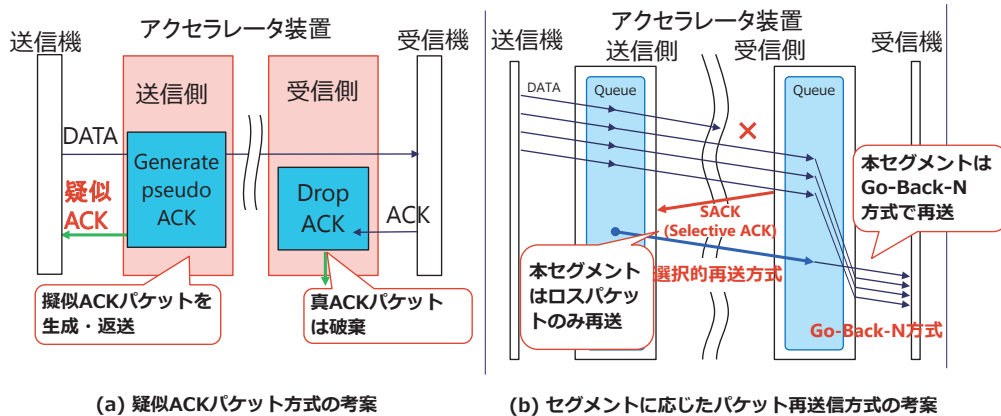 アクセラレータ装置
送信機
受信機
送信側
受信側
DATA
Generate
pseudo
ACK
疑似
ACK
Drop
ACK
ACK
擬似ACKパケットを
生成・返送
真ACKパケット
は破棄
(a) 疑似ACKパケット方式の考案
アクセラレータ装置
送信機
送信側
受信側
受信機
DATA
Queue
Queue
×
本セグメントは
Go-Back-N
方式で再送
SACK
(Selective ACK)
本セグメント
はロスパケッ
トのみ再送
選択的再送方式
Go-Back-N方式
(b) セグメントに応じたパケット再送信方式の考案